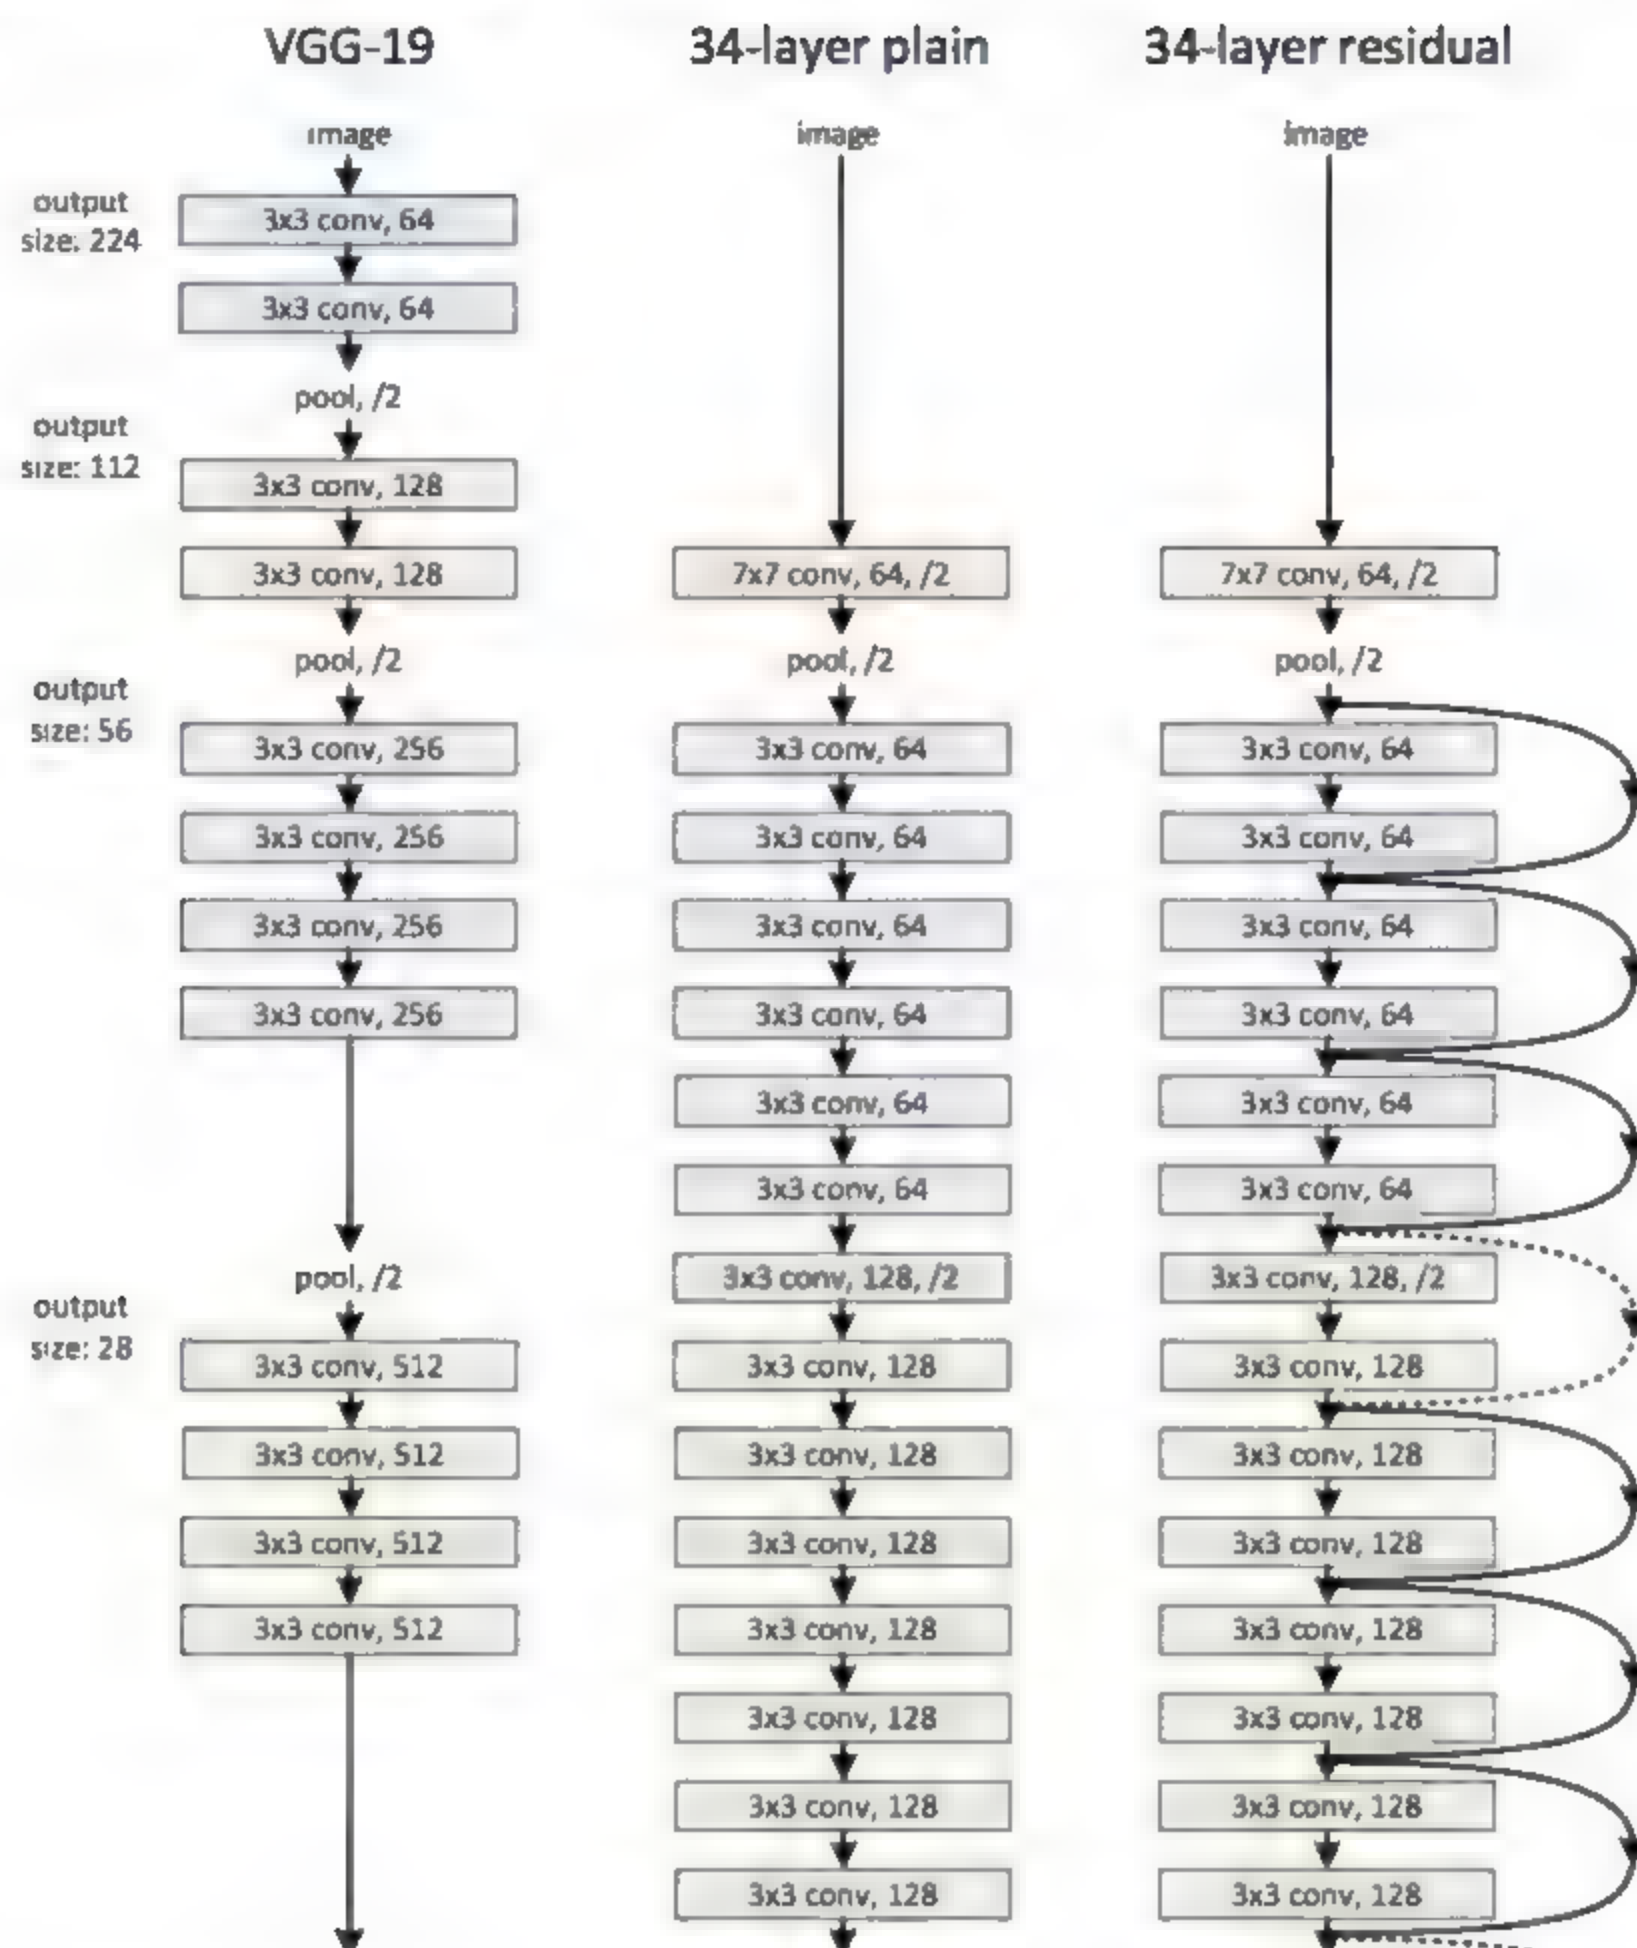 VGG-19
34-layer plain
34-layer residual
image
image
image
output
size: 224
3x3 conv, 64
3x3 conv, 64
pool, /2
output
size: 112
3x3 conv, 128
3x3 conv, 128
7x7 conv, 64, /2
7x7 conv, 64, /2
pool, /2
pool, /2
pool, /2
output
size: 56
3x3 conv, 256
3x3 conv, 64
3x3 conv, 64
3x3 conv, 256
3x3 conv, 64
3x3 conv, 64
3x3 conv, 256
3x3 conv, 64
3x3 conv, 64
3x3 conv, 256
3x3 conv, 64
3x3 conv, 64
3x3 conv, 64
3x3 conv, 64
3x3 conv, 64
3x3 conv, 64
pool, /2
3x3 conv, 128, /2
3x3 conv, 128, /2
output
size: 28
3x3 conv, 512
3x3 conv, 128
3x3 conv, 128
3x3 conv, 512
3x3 conv, 128
3x3 conv, 128
3x3 conv, 512
3x3 conv, 128
3x3 conv, 128
3x3 conv, 512
3x3 conv, 128
3x3 conv, 128
3x3 conv, 128
3x3 conv, 128
3x3 conv, 128
3x3 conv, 128
3x3 conv, 128
3x3 conv, 128